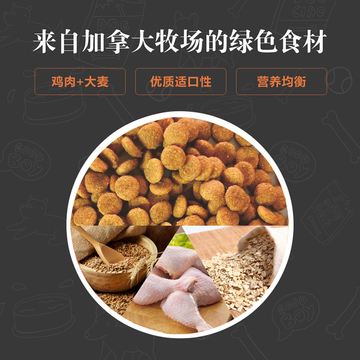 来自加拿大牧场的绿色食材
鸡肉+大麦
优质适口性
营养均衡